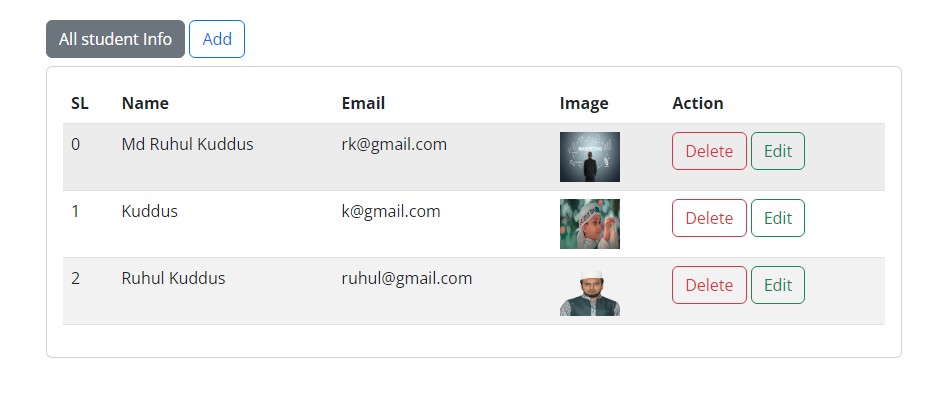 All student Info Add
SL Name Email Image Action
0 Md Ruhul Kuddus rk@gmail.com Delete Edit
1 Kuddus k@gmail.com Delete Edit
2 Ruhul Kuddus ruhul@gmail.com Delete Edit